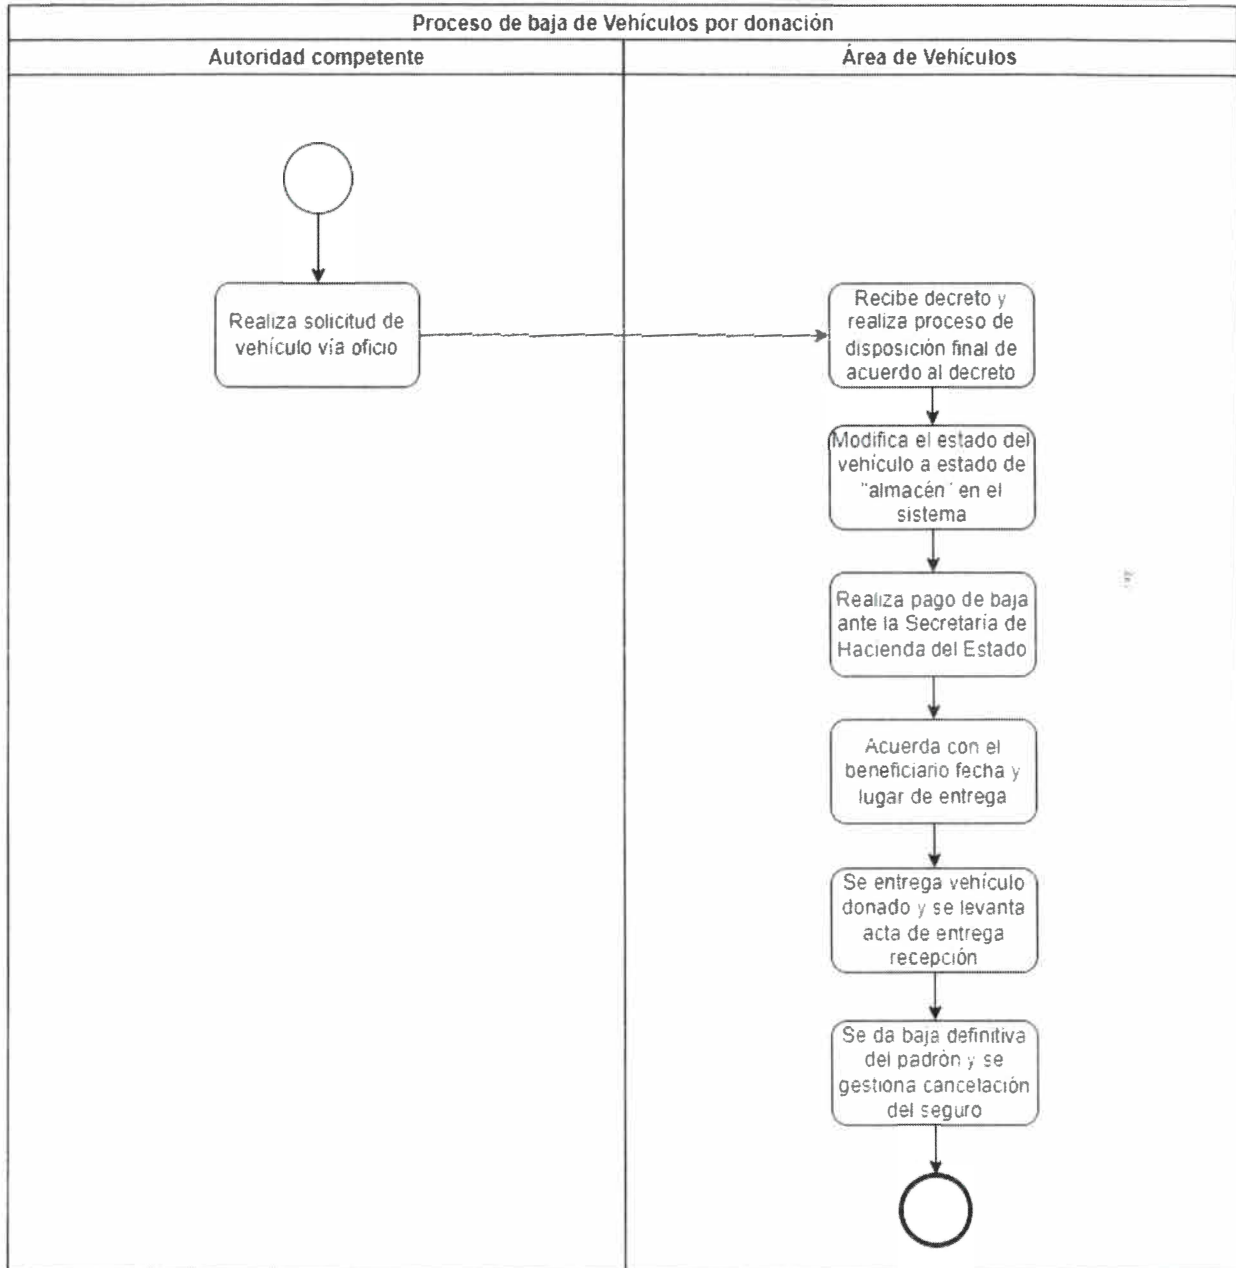 Proceso de baja de Vehículos por donación
Autoridad competente
Área de Vehículos
Realiza solicitud de
vehículo vía oficio
Recibe decreto y
realiza proceso de
disposición final de
acuerdo al decreto
Modifica el estado del
vehículo a estado de
"almacén" en el
sistema
Realiza pago de baja
ante la Secretaria de
Hacienda del Estado
Acuerda con el
beneficiario fecha y
lugar de entrega
Se entrega vehículo
donado y se levanta
acta de entrega
recepción
Se da baja definitiva
del padrón y se
gestiona cancelación
del seguro